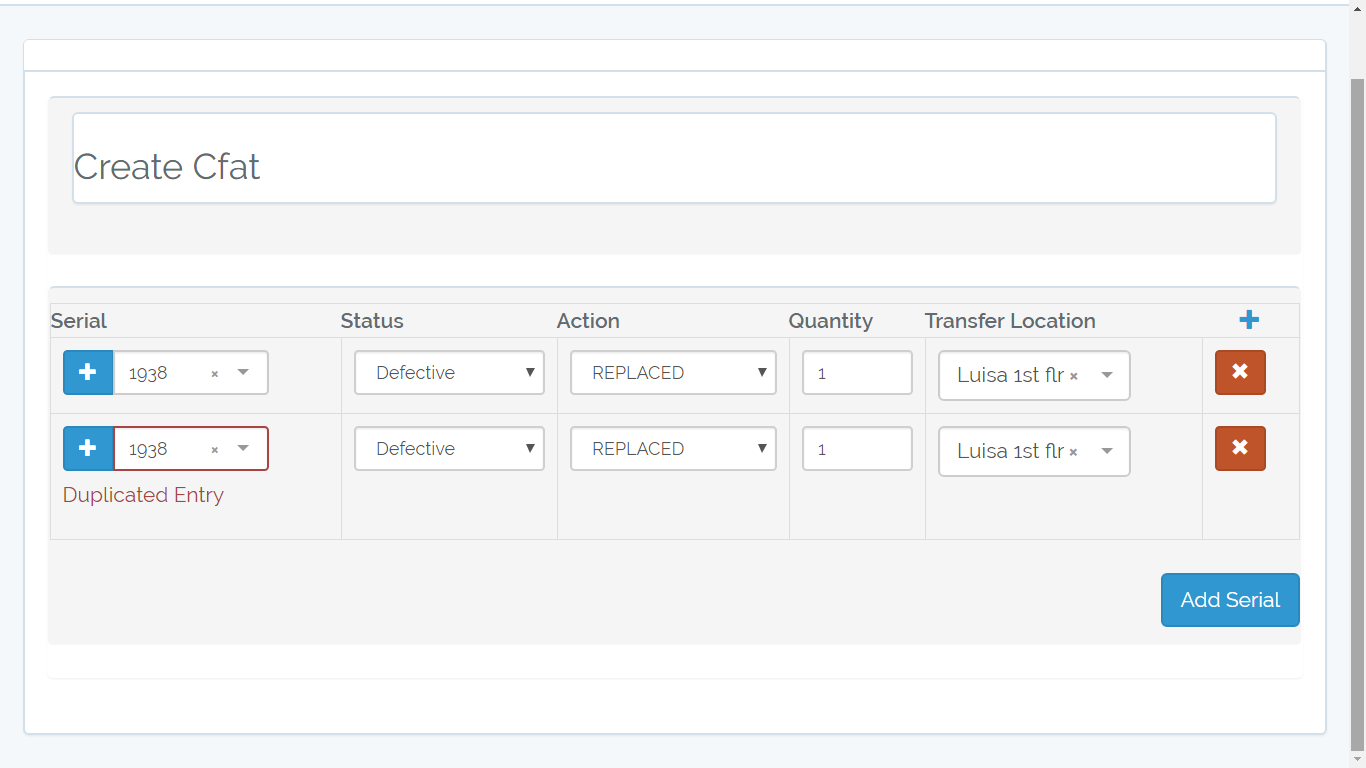 Create Cfat
Serial Status Action Quantity Transfer Location
1938 × Defective REPLACED 1 Luisa 1st flr ×
1938 × Defective REPLACED 1 Luisa 1st flr ×
Duplicated Entry
Add Serial